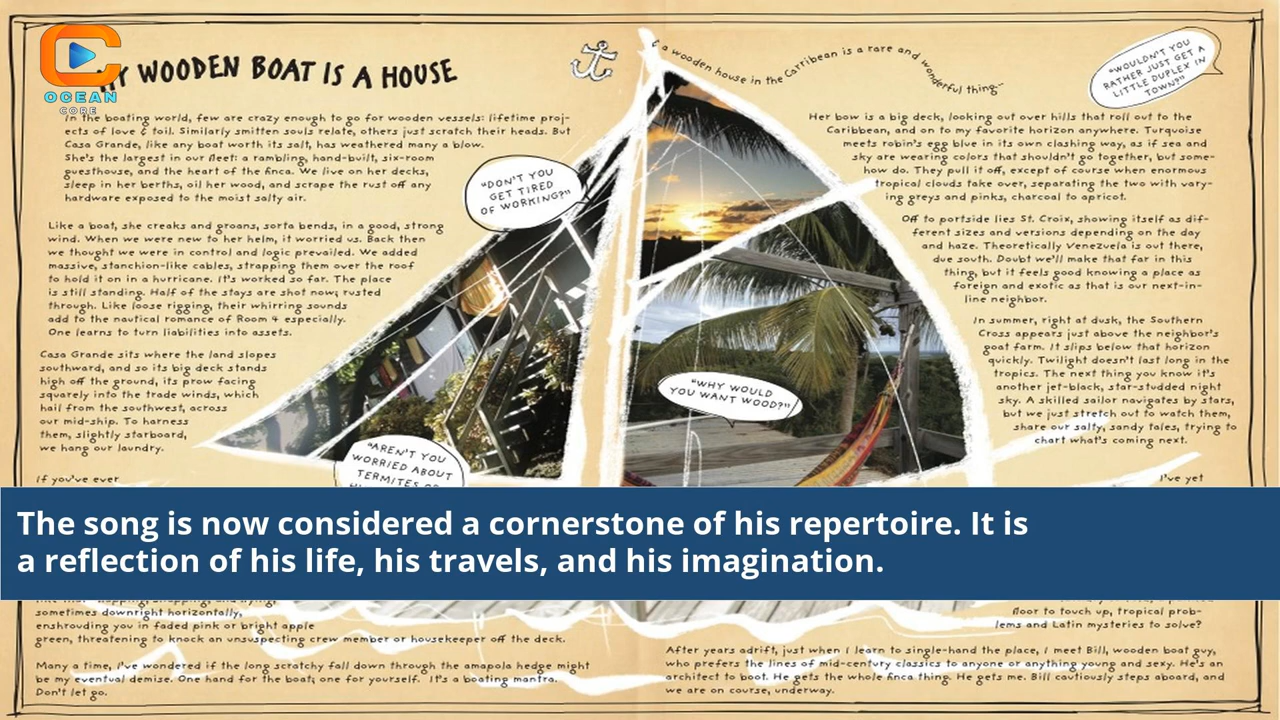 OCEAN
CORE
MY WOODEN BOAT IS A HOUSE
In the boating world, few are crazy enough to go for wooden vessels: lifetime proj-
ects of love & toil. Similarly smitten souls relate, others just scratch their heads. But
Casa Grande, like any boat worth its salt, has weathered many a blow.
She's the largest in our fleet: a rambling, hand-built, six-room
guesthouse, and the heart of the finca. We live on her decks,
sleep in her berths, oil her wood, and scrape the rust off any
hardware exposed to the moist salty air.
Like a boat, she creaks and groans, sorta bends, in a good, strong
wind. When we were new to her helm, it worried us. Back then
we thought we were in control and logic prevailed. We added
massive, stanchion-like cables, strapping them over the roof
to hold it on in a hurricane. It's worked so far. The place
is still standing. Half of the stays are shot now; rusted
through. Like loose rigging, their whirring sounds
add to the nautical romance of Room 4 especially.
One learns to turn liabilities into assets.
Casa Grande sits where the land slopes
southward, and so its big deck stands
high off the ground, its prow facing
squarely into the trade winds, which
hail from the southwest, across
our mid-ship. To harness
them, slightly starboard,
we hang our laundry.
If you've ever
sometimes downright horizontally,
enshrouding you in faded pink or bright apple
green, threatening to knock an unsuspecting crew member or housekeeper off the deck.
Many a time, I've wondered if the long scratchy fall down through the amapola hedge might
be my eventual demise. One hand for the boat; one for yourself. It's a boating mantra.
Don't let go.
"DON'T YOU
GET TIRED
OF WORKING?"
"AREN'T YOU
WORRIED ABOUT
TERMITES OR
"WHY WOULD
YOU WANT WOOD?"
a wooden house in the Caribbean is a rare and wonderful thing."
"WOULDN'T YOU
RATHER JUST GET A
LITTLE DUPLEX IN
TOWN?"
Her bow is a big deck, looking out over hills that roll out to the
Caribbean, and on to my favorite horizon anywhere. Turquoise
meets robin's egg blue in its own clashing way, as if sea and
sky are wearing colors that shouldn't go together, but some-
how do. They pull it off, except of course when enormous
tropical clouds take over, separating the two with vary-
ing greys and pinks, charcoal to apricot.
Off to portside lies St. Croix, showing itself as dif-
ferent sizes and versions depending on the day
and haze. Theoretically Venezuela is out there,
due south. Doubt we'll make that far in this
thing, but it feels good knowing a place as
foreign and exotic as that is our next-in-
line neighbor.
In summer, right at dusk, the Southern
Cross appears just above the neighbor's
goat farm. It slips below that horizon
quickly. Twilight doesn't last long in the
tropics. The next thing you know it's
another jet-black, star-studded night
sky. A skilled sailor navigates by stars,
but we just stretch out to watch them,
share our salty, sandy tales, trying to
chart what's coming next.
I've yet
floor to touch up, tropical prob-
lems and Latin mysteries to solve?
After years adrift, just when I learn to single-hand the place, I meet Bill, wooden boat guy,
who prefers the lines of mid-century classics to anyone or anything young and sexy. He's an
architect to boot. He gets the whole finca thing. He gets me. Bill cautiously steps aboard, and
we are on course, underway.
The song is now considered a cornerstone of his repertoire. It is
a reflection of his life, his travels, and his imagination.